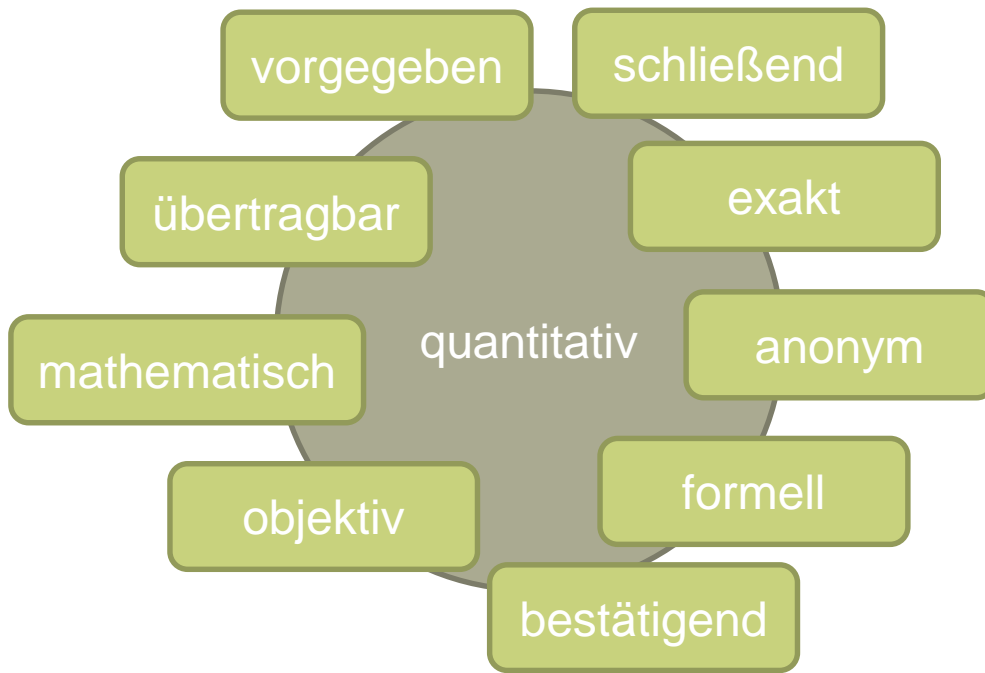 vorgegeben
schließend
übertragbar
exakt
mathematisch
quantitativ
anonym
objektiv
formell
bestätigend